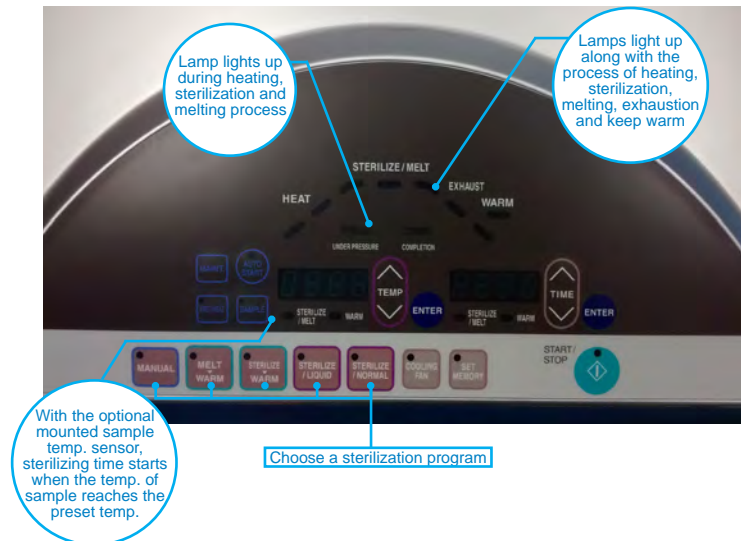 Lamp lights up
during heating,
sterilization and
melting process
Lamps light up
along with the
process of heating,
sterilization,
melting, exhaustion
and keep warm
STERILIZE / MELT
EXHAUST
HEAT
WARM
UNDER PRESSURE
COMPLETION
AUTO
START
SAMPLE
TEMP
TIME
STERILIZE
/ MELT
WARM
ENTER
STERILIZE
/ MELT
WARM
ENTER
MANUAL
MELT
WARM
STERILIZE
WARM
STERILIZE
/ LIQUID
STERILIZE
/ NORMAL
COOLING
FAN
SET
MEMORY
START /
STOP
With the optional
mounted sample
temp. sensor,
sterilizing time starts
when the temp. of
sample reaches the
preset temp.
Choose a sterilization program